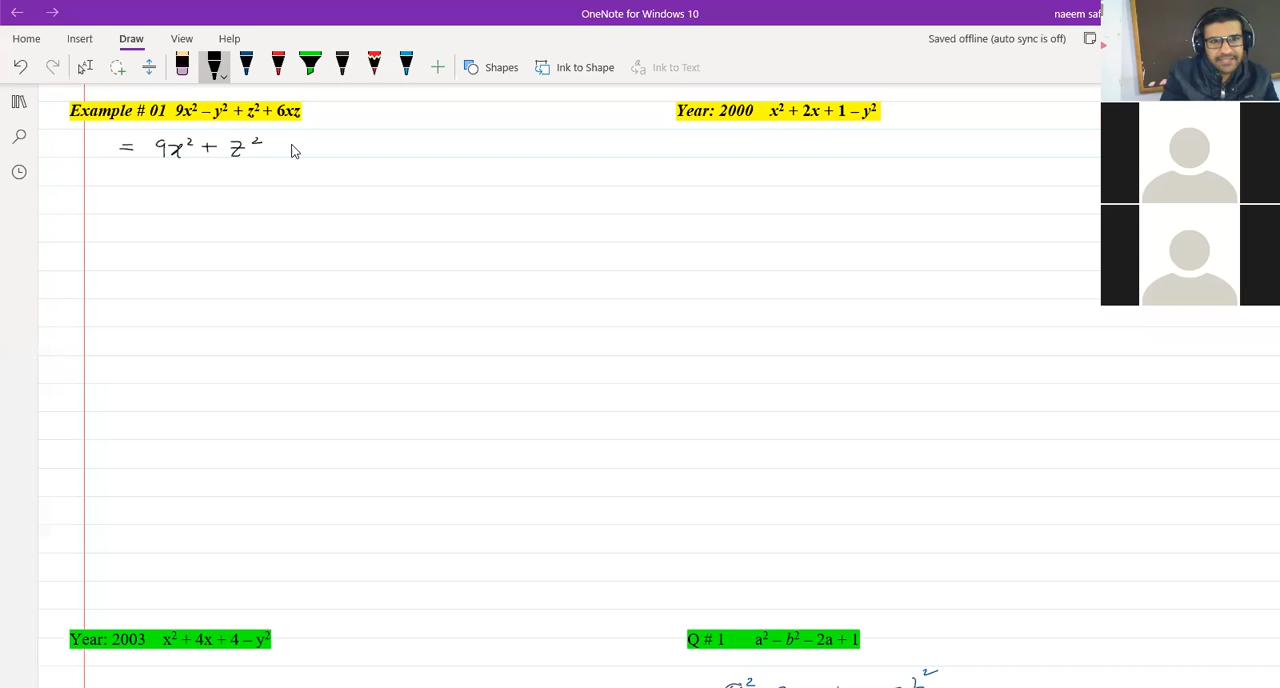 OneNote for Windows 10
naeem saf
Home Insert Draw View Help
Saved offline (auto sync is off)
Shapes Ink to Shape Ink to Text
Example # 01 9x² – y² + z² + 6xz
Year: 2000 x² + 2x + 1 – y²
= 9x² + z²
Year: 2003 x² + 4x + 4 – y²
Q # 1 a² – b² – 2a + 1